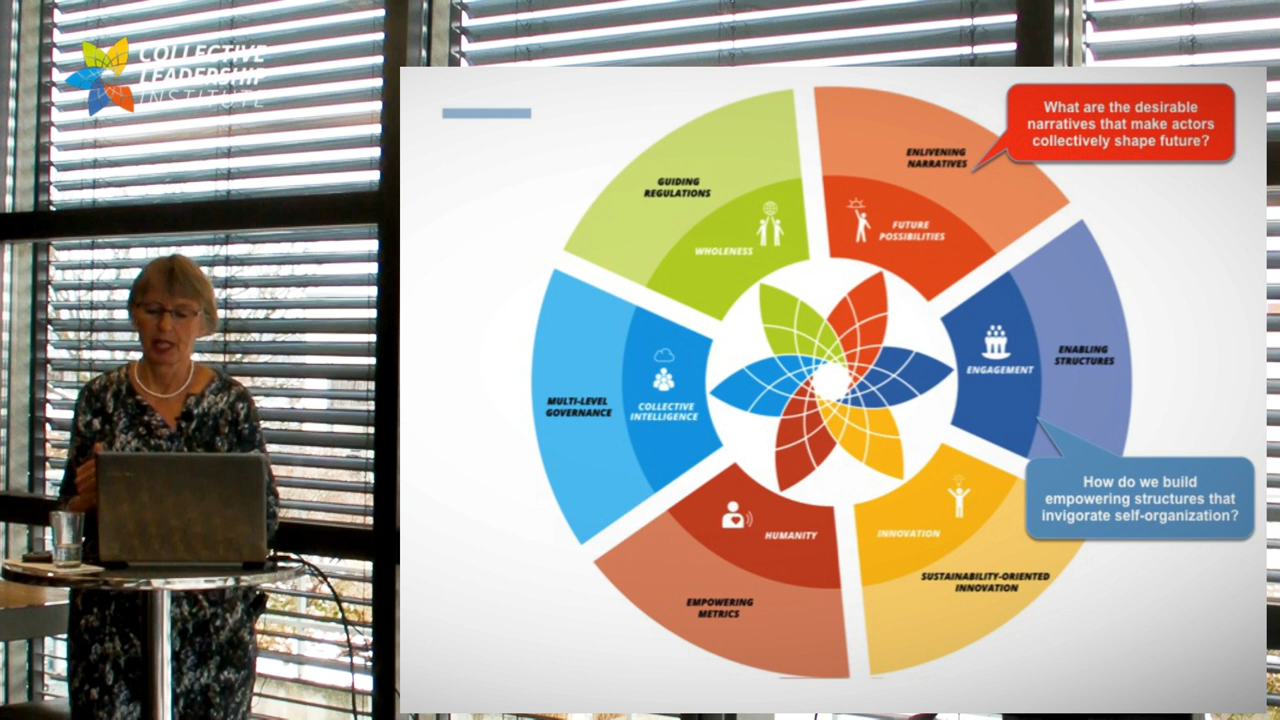 COLLECTIVE
LEADERSHIP
INSTITUTE
What are the desirable
narratives that make actors
collectively shape future?
ENLIVENING
NARRATIVES
GUIDING
REGULATIONS
FUTURE
POSSIBILITIES
WHOLENESS
ENABLING
STRUCTURES
ENGAGEMENT
MULTI-LEVEL
GOVERNANCE
COLLECTIVE
INTELLIGENCE
How do we build
empowering structures that
invigorate self-organization?
HUMANITY
INNOVATION
SUSTAINABILITY-ORIENTED
INNOVATION
EMPOWERING
METRICS